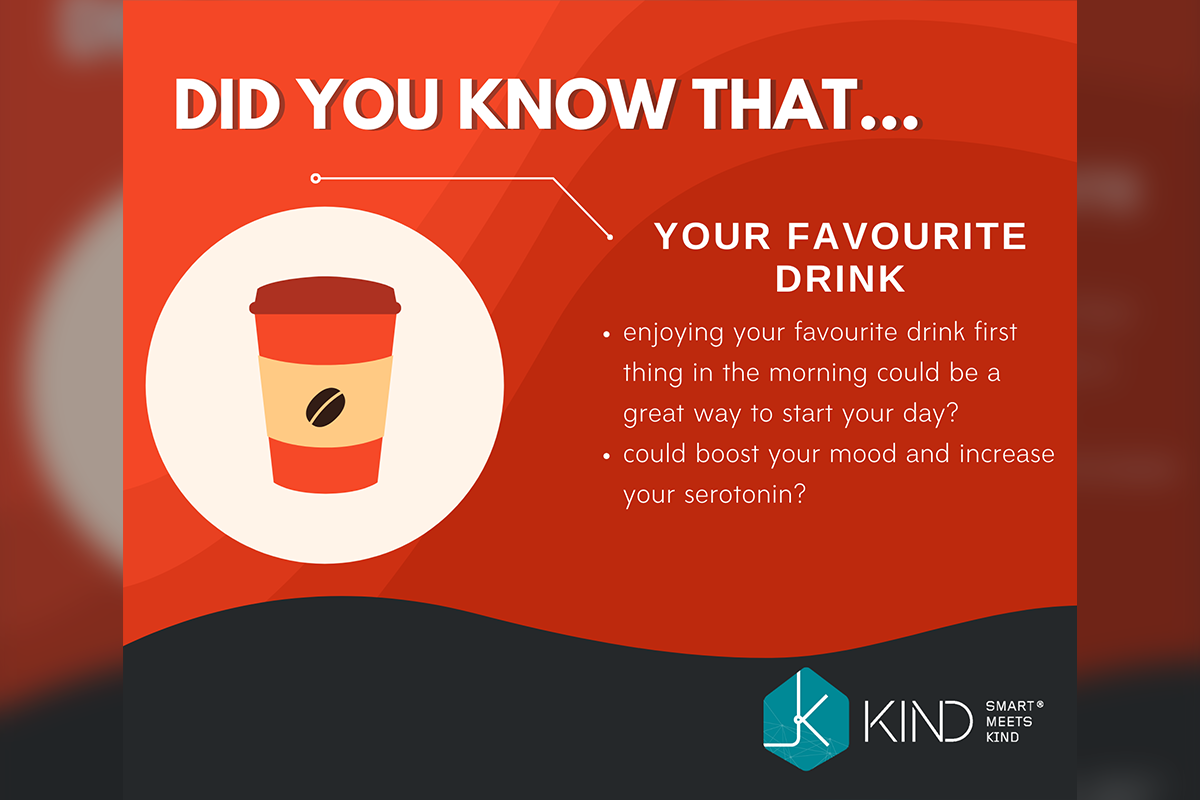 DID YOU KNOW THAT...
YOUR FAVOURITE
DRINK
• enjoying your favourite drink first
thing in the morning could be a
great way to start your day?
• could boost your mood and increase
your serotonin?
KIND
SMART®
MEETS
KIND